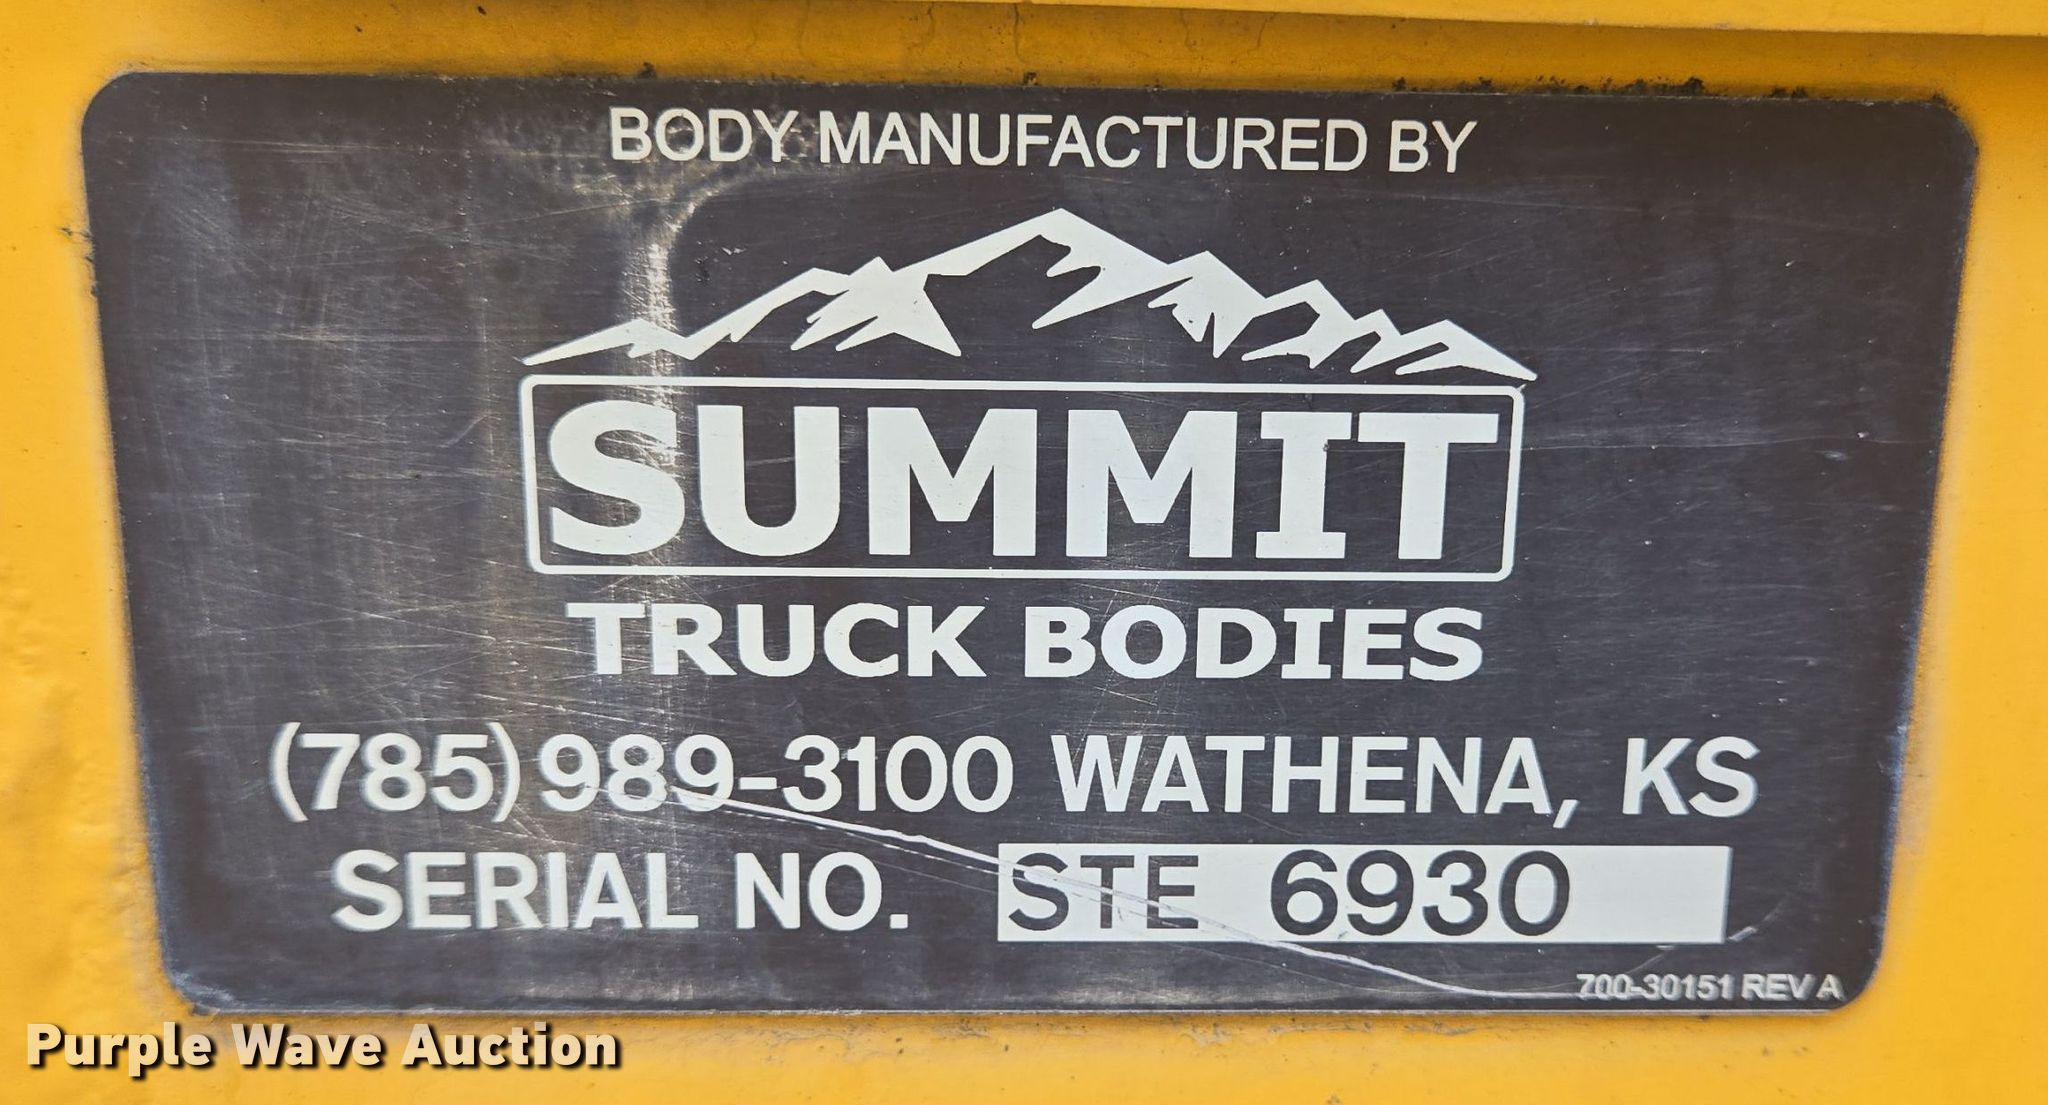 BODY MANUFACTURED BY
SUMMIT
TRUCK BODIES
(785) 989-3100 WATHENA, KS
SERIAL NO. STE 6930
700-30151 REV A
Purple Wave Auction